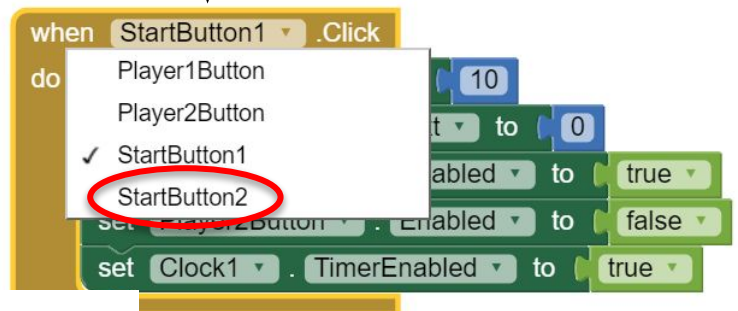 when StartButton1 .Click
do
Player1Button
10
Player2Button
to 0
StartButton1
abled to true
StartButton2
set Player2Button . Enabled to false
set Clock1 . TimerEnabled to true